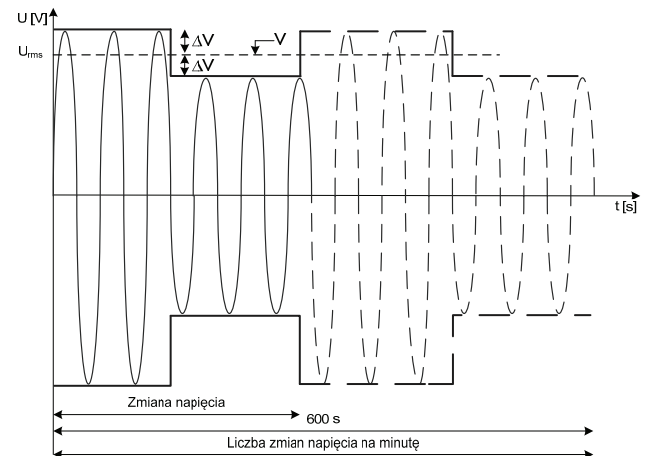 U [V]
ΔV
V
Urms
ΔV
t [s]
Zmiana napięcia
600 s
Liczba zmian napięcia na minutę